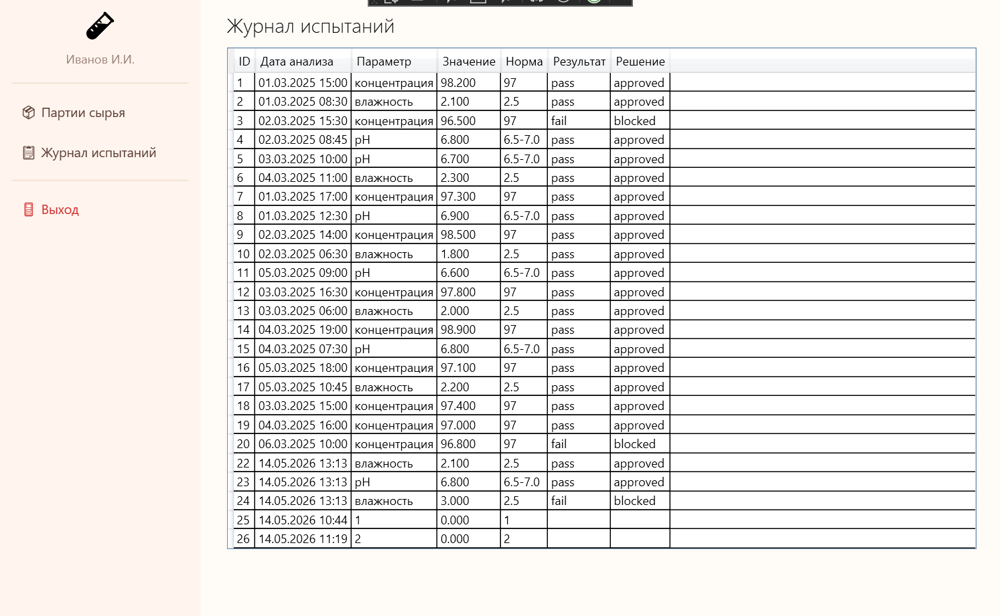 Иванов И.И.
Партии сырья
Журнал испытаний
Выход
Журнал испытаний
ID Дата анализа Параметр Значение Норма Результат Решение
1 01.03.2025 15:00 концентрация 98.200 97 pass approved
2 01.03.2025 08:30 влажность 2.100 2.5 pass approved
3 02.03.2025 15:30 концентрация 96.500 97 fail blocked
4 02.03.2025 08:45 pH 6.800 6.5-7.0 pass approved
5 03.03.2025 10:00 pH 6.700 6.5-7.0 pass approved
6 04.03.2025 11:00 влажность 2.300 2.5 pass approved
7 01.03.2025 17:00 концентрация 97.300 97 pass approved
8 01.03.2025 12:30 pH 6.900 6.5-7.0 pass approved
9 02.03.2025 14:00 концентрация 98.500 97 pass approved
10 02.03.2025 06:30 влажность 1.800 2.5 pass approved
11 05.03.2025 09:00 pH 6.600 6.5-7.0 pass approved
12 03.03.2025 16:30 концентрация 97.800 97 pass approved
13 03.03.2025 06:00 влажность 2.000 2.5 pass approved
14 04.03.2025 19:00 концентрация 98.900 97 pass approved
15 04.03.2025 07:30 pH 6.800 6.5-7.0 pass approved
16 05.03.2025 18:00 концентрация 97.100 97 pass approved
17 05.03.2025 10:45 влажность 2.200 2.5 pass approved
18 03.03.2025 15:00 концентрация 97.400 97 pass approved
19 04.03.2025 16:00 концентрация 97.000 97 pass approved
20 06.03.2025 10:00 концентрация 96.800 97 fail blocked
22 14.05.2026 13:13 влажность 2.100 2.5 pass approved
23 14.05.2026 13:13 pH 6.800 6.5-7.0 pass approved
24 14.05.2026 13:13 влажность 3.000 2.5 fail blocked
25 14.05.2026 10:44 1 0.000 1
26 14.05.2026 11:19 2 0.000 2